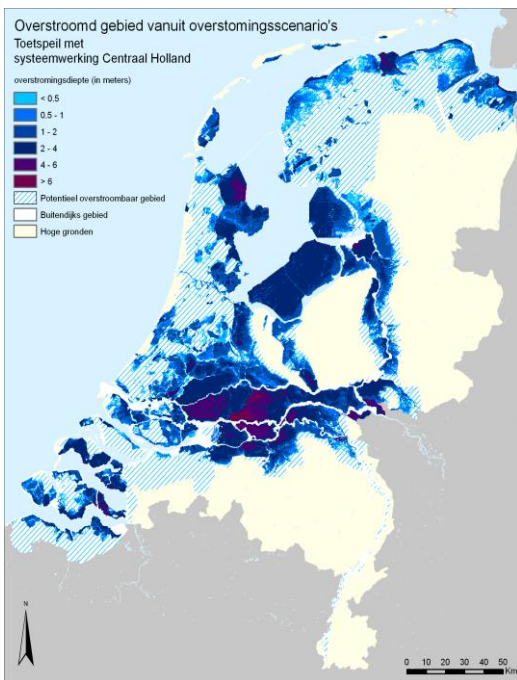 Overstroomd gebied vanuit overstomingsscenario's
Toetspeil met
systeemwerking Centraal Holland
overstromingsdiepte (in meters)
< 0.5
0.5 - 1
1 - 2
2 - 4
4 - 6
> 6
Potentieel overstroombaar gebied
Buitendijks gebied
Hoge gronden
N
0 10 20 30 40 50
Km